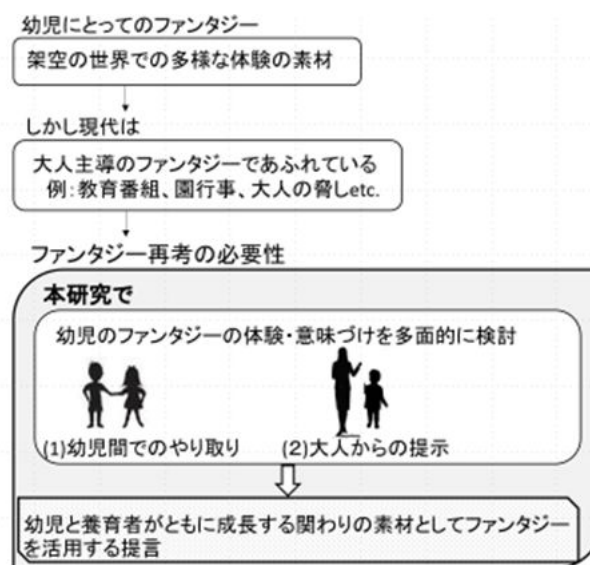 幼児にとってのファンタジー
架空の世界での多様な体験の素材
しかし現代は
大人主導のファンタジーであふれている
例:教育番組、園行事、大人の脅しetc.
ファンタジー再考の必要性
本研究で
幼児のファンタジーの体験・意味づけを多面的に検討
(1)幼児間でのやり取り
(2)大人からの提示
幼児と養育者がともに成長する関わりの素材としてファンタジー
を活用する提言